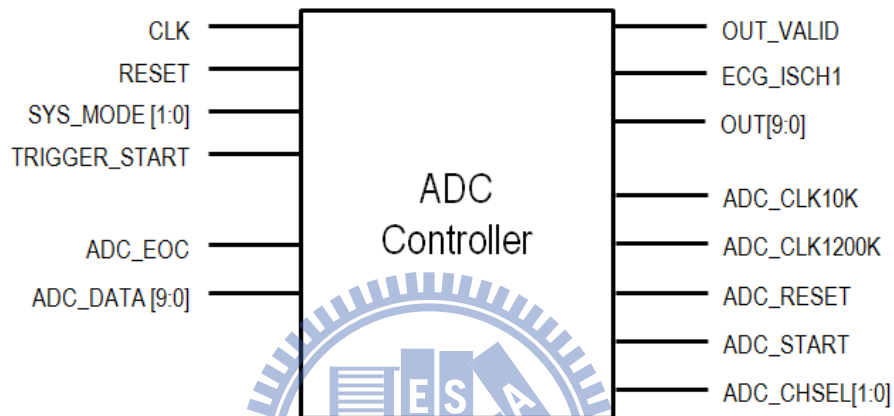 CLK
RESET
SYS_MODE [1:0]
TRIGGER_START
ADC_EOC
ADC_DATA [9:0]
ADC
Controller
OUT_VALID
ECG_ISCH1
OUT[9:0]
ADC_CLK10K
ADC_CLK1200K
ADC_RESET
ADC_START
ADC_CHSEL[1:0]
E S A